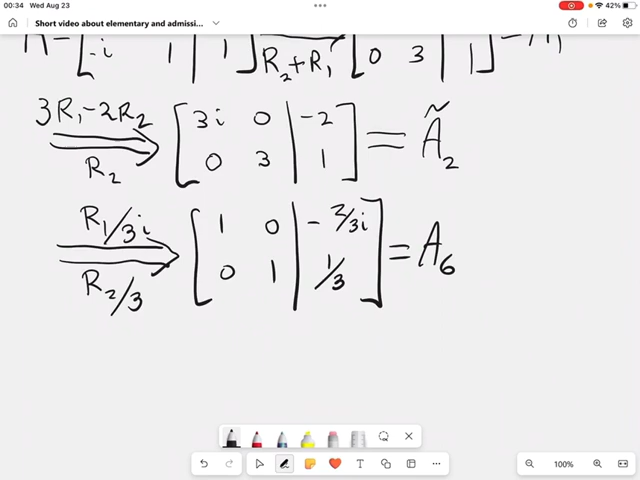 00:34 Wed Aug 23
42%
Short video about elementary and admissi...
-i 1 | 1
R₂+R₁
0 3 | 1
3R₁-2R₂
R₂
3i 0 | -2
0 3 | 1
= Ã₂
R₁/3i
R₂/3
1 0 | -2/3i
0 1 | 1/3
= A₆
T
100%